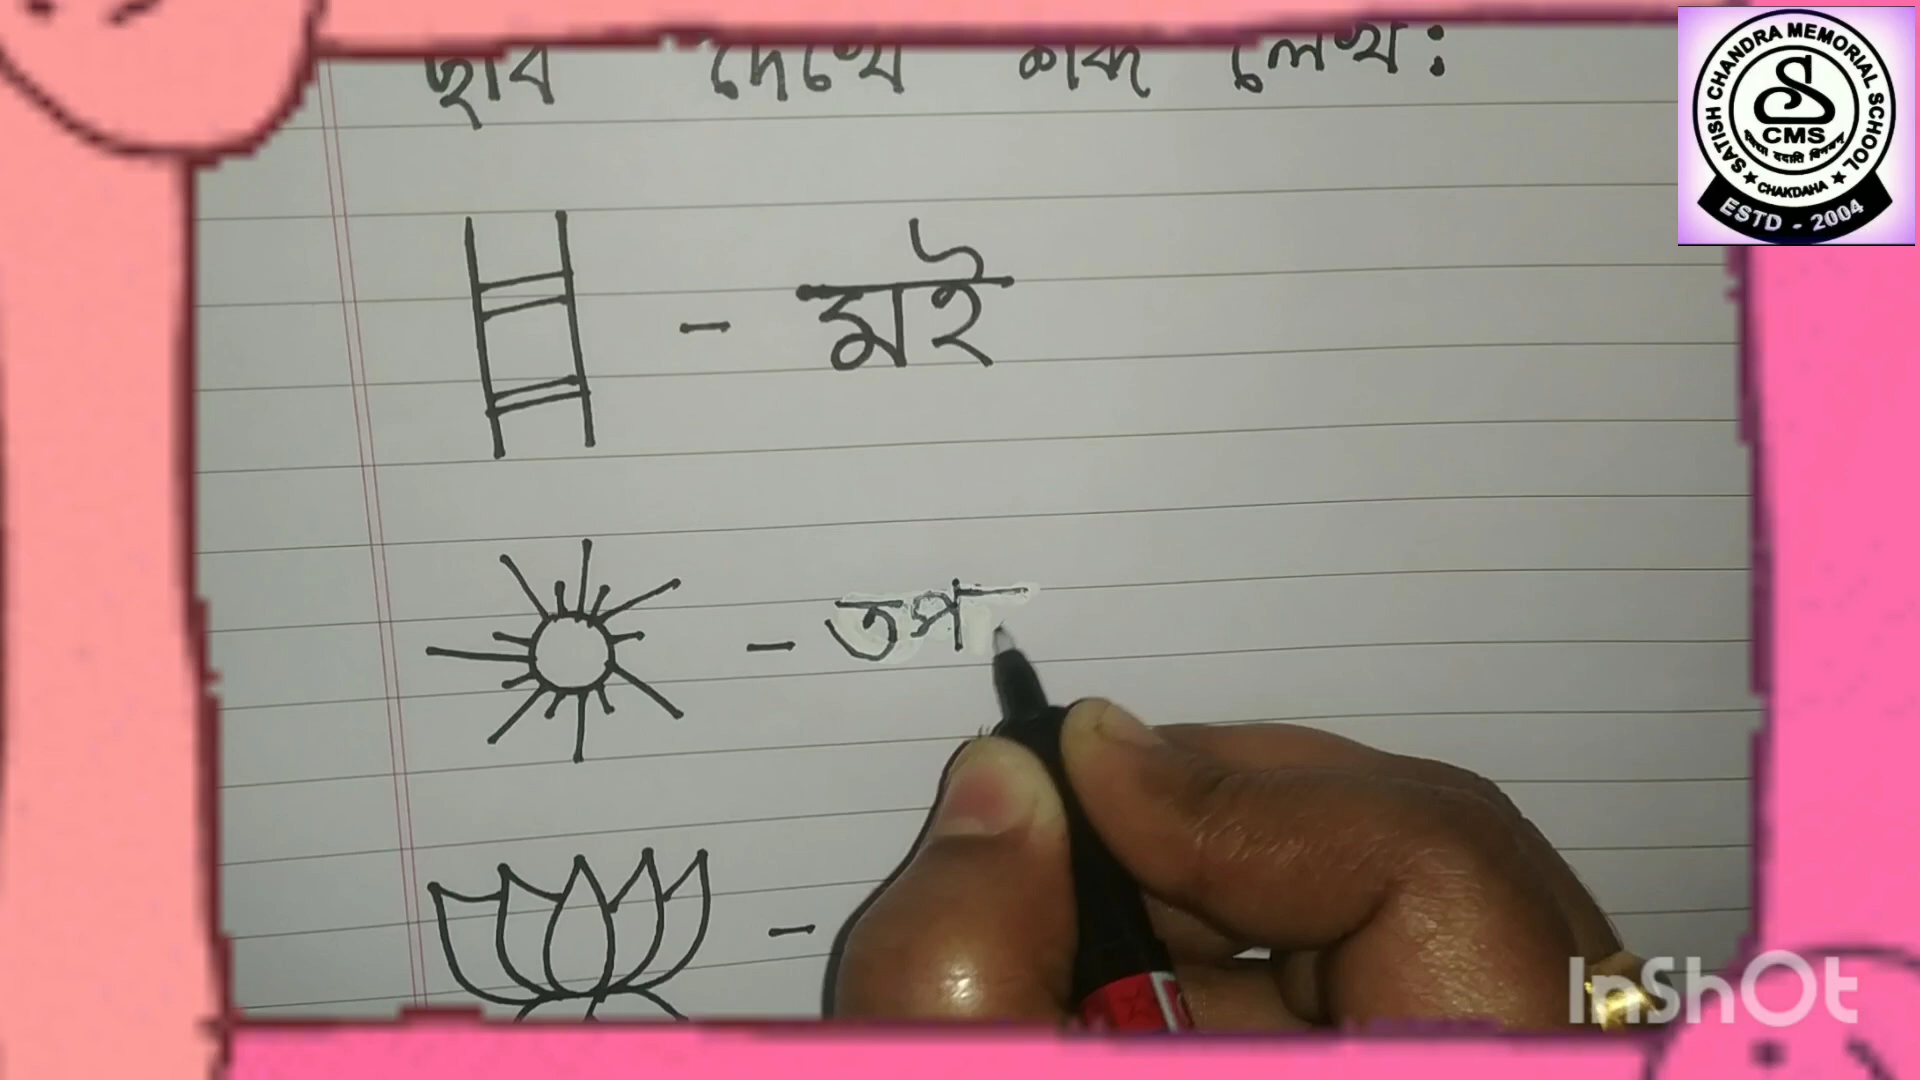 ছবি দেখে শব্দ লেখ:
- মই
- তপ
-
SATISH CHANDRA MEMORIAL SCHOOL
S
CMS
CHAKDAHA
ESTD - 2004
InShOt